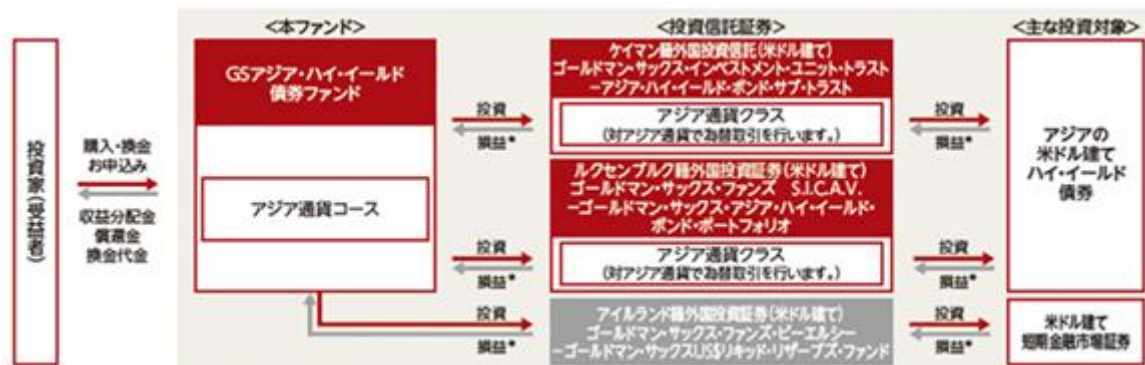 <本ファンド>
<投資信託証券>
<主な投資対象>
投資家(受益者)
購入・換金
お申込み
収益分配金
償還金
換金代金
GSアジア・ハイ・イールド
債券ファンド
アジア通貨コース
投資
損益*
投資
損益*
投資
損益*
ケイマン籍外国投資信託(米ドル建て)
ゴールドマン・サックス・インベストメント・ユニット・トラスト
-アジア・ハイ・イールド・ボンド・サブ・トラスト
アジア通貨クラス
(対アジア通貨で為替取引を行います。)
ルクセンブルク籍外国投資証券(米ドル建て)
ゴールドマン・サックス・ファンズ S.I.C.A.V.
-ゴールドマン・サックス・アジア・ハイ・イールド・
ボンド・ポートフォリオ
アジア通貨クラス
(対アジア通貨で為替取引を行います。)
アイルランド籍外国投資証券(米ドル建て)
ゴールドマン・サックス・ファンズ・ピーエルシー
-ゴールドマン・サックスUS$リキッド・リザーブズ・ファンド
投資
損益*
投資
損益*
投資
損益*
アジアの
米ドル建て
ハイ・イールド
債券
米ドル建て
短期金融市場証券